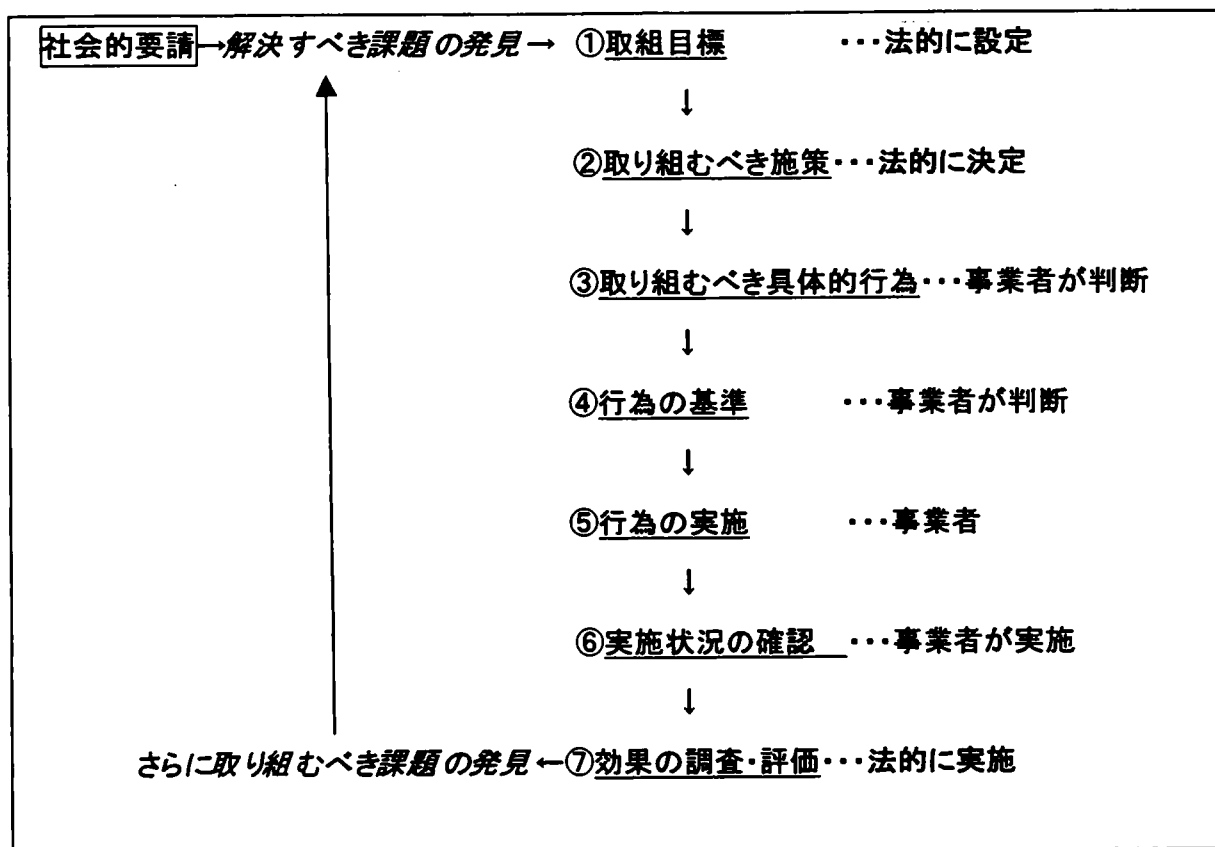 社会的要請→解決すべき課題の発見→ ①取組目標 ・・・法的に設定
↓
②取り組むべき施策・・・法的に決定
↓
③取り組むべき具体的行為・・・事業者が判断
↓
④行為の基準 ・・・事業者が判断
↓
⑤行為の実施 ・・・事業者
↓
⑥実施状況の確認 ・・・事業者が実施
↓
さらに取り組むべき課題の発見←⑦効果の調査・評価・・・法的に実施